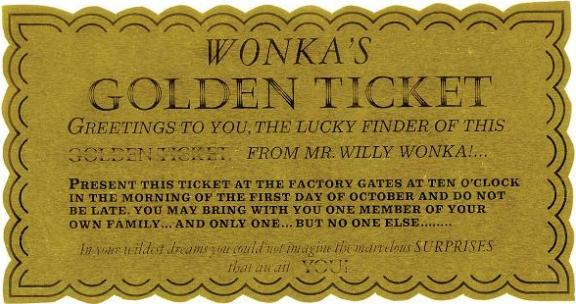 WONKA'S
GOLDEN TICKET
GREETINGS TO YOU, THE LUCKY FINDER OF THIS
GOLDEN TICKET, FROM MR. WILLY WONKA!...
PRESENT THIS TICKET AT THE FACTORY GATES AT TEN O'CLOCK
IN THE MORNING OF THE FIRST DAY OF OCTOBER AND DO NOT
BE LATE. YOU MAY BRING WITH YOU ONE MEMBER OF YOUR
OWN FAMILY... AND ONLY ONE... BUT NO ONE ELSE........
In your wildest dreams you could not imagine the marvelous SURPRISES
that YOU!